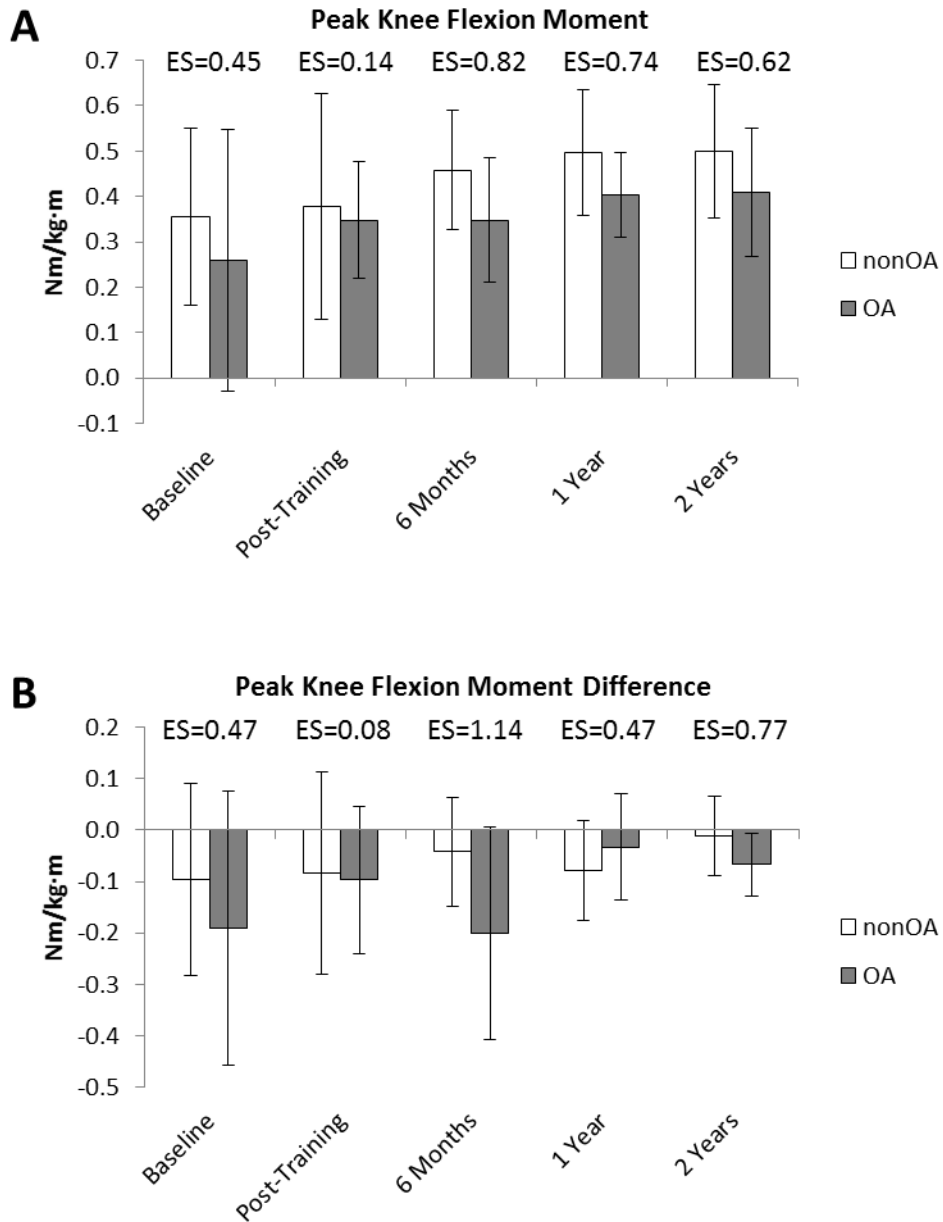 A
Peak Knee Flexion Moment
ES=0.45 ES=0.14 ES=0.82 ES=0.74 ES=0.62
0.7
0.6
0.5
0.4
0.3
0.2
0.1
0.0
-0.1
Nm/kg·m
nonOA
OA
Baseline
Post-Training
6 Months
1 Year
2 Years
B
Peak Knee Flexion Moment Difference
ES=0.47 ES=0.08 ES=1.14 ES=0.47 ES=0.77
0.2
0.1
0.0
-0.1
-0.2
-0.3
-0.4
-0.5
Nm/kg·m
nonOA
OA
Baseline
Post-Training
6 Months
1 Year
2 Years